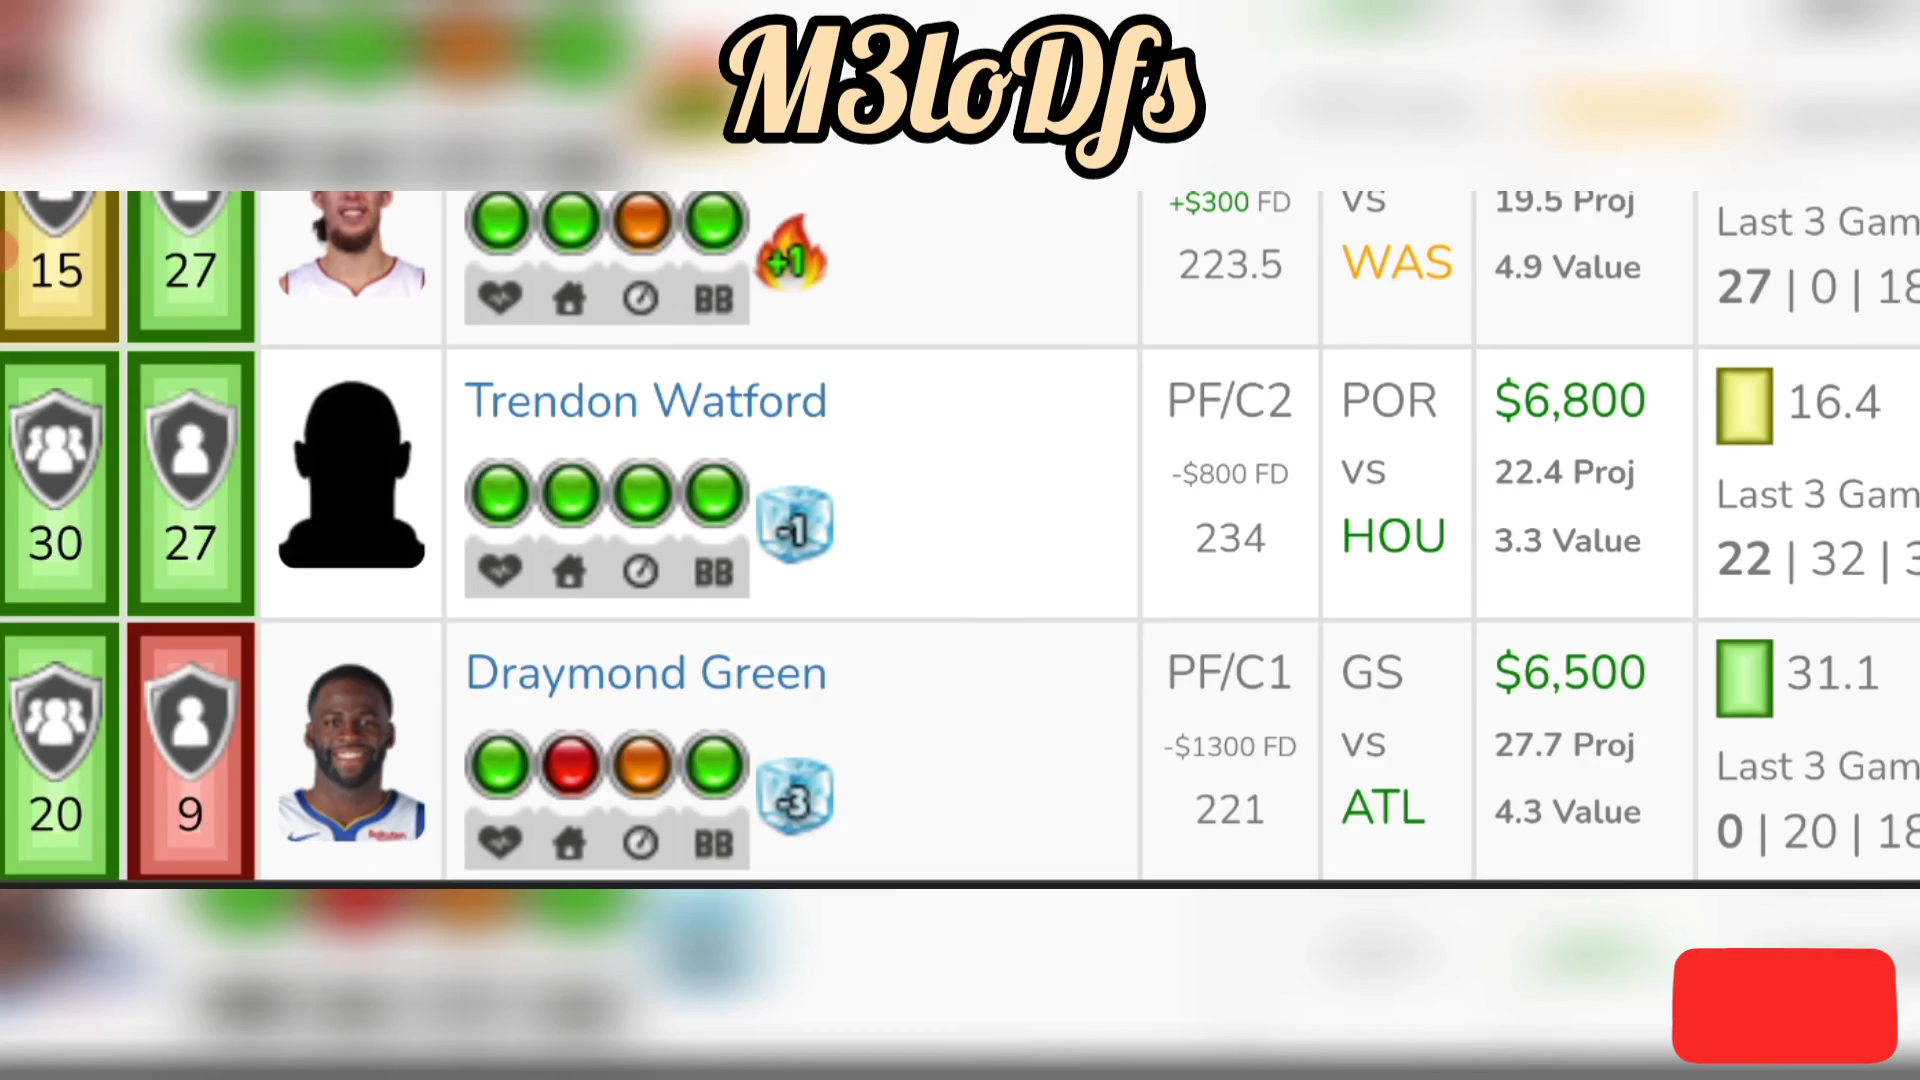 M3loDfs
15
27
+1
BB
+$300 FD
223.5
VS
WAS
19.5 Proj
4.9 Value
Last 3 Gam
27 | 0 | 18
30
27
Trendon Watford
-1
BB
PF/C2
-$800 FD
234
POR
VS
HOU
$6,800
22.4 Proj
3.3 Value
16.4
Last 3 Gam
22 | 32 | 3
20
9
Draymond Green
-3
BB
PF/C1
-$1300 FD
221
GS
VS
ATL
$6,500
27.7 Proj
4.3 Value
31.1
Last 3 Gam
0 | 20 | 18